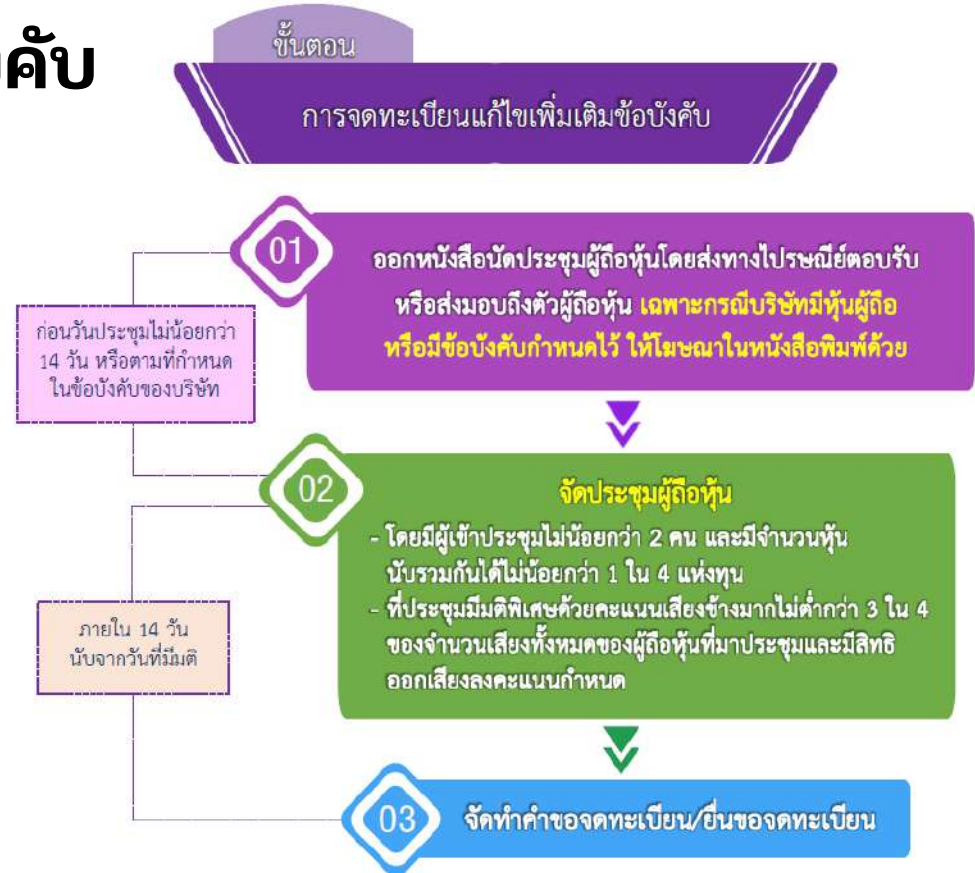 ขั้นตอน
การจดทะเบียนแก้ไขเพิ่มเติมข้อบังคับ
01
ออกหนังสือนัดประชุมผู้ถือหุ้นโดยส่งทางไปรษณีย์ตอบรับ
หรือส่งมอบถึงตัวผู้ถือหุ้น เฉพาะกรณีบริษัทมีหุ้นผู้ถือ
หรือมีข้อบังคับกำหนดไว้ ให้โฆษณาในหนังสือพิมพ์ด้วย
ก่อนวันประชุมไม่น้อยกว่า
14 วัน หรือตามที่กำหนด
ในข้อบังคับของบริษัท
02
จัดประชุมผู้ถือหุ้น
- โดยมีผู้เข้าประชุมไม่น้อยกว่า 2 คน และมีจำนวนหุ้น
นับรวมกันได้ไม่น้อยกว่า 1 ใน 4 แห่งทุน
- ที่ประชุมมีมติพิเศษด้วยคะแนนเสียงข้างมากไม่ต่ำกว่า 3 ใน 4
ของจำนวนเสียงทั้งหมดของผู้ถือหุ้นที่มาประชุมและมีสิทธิ
ออกเสียงลงคะแนนกำหนด
ภายใน 14 วัน
นับจากวันที่มีมติ
03
จัดทำคำขอจดทะเบียน/ยื่นขอจดทะเบียน